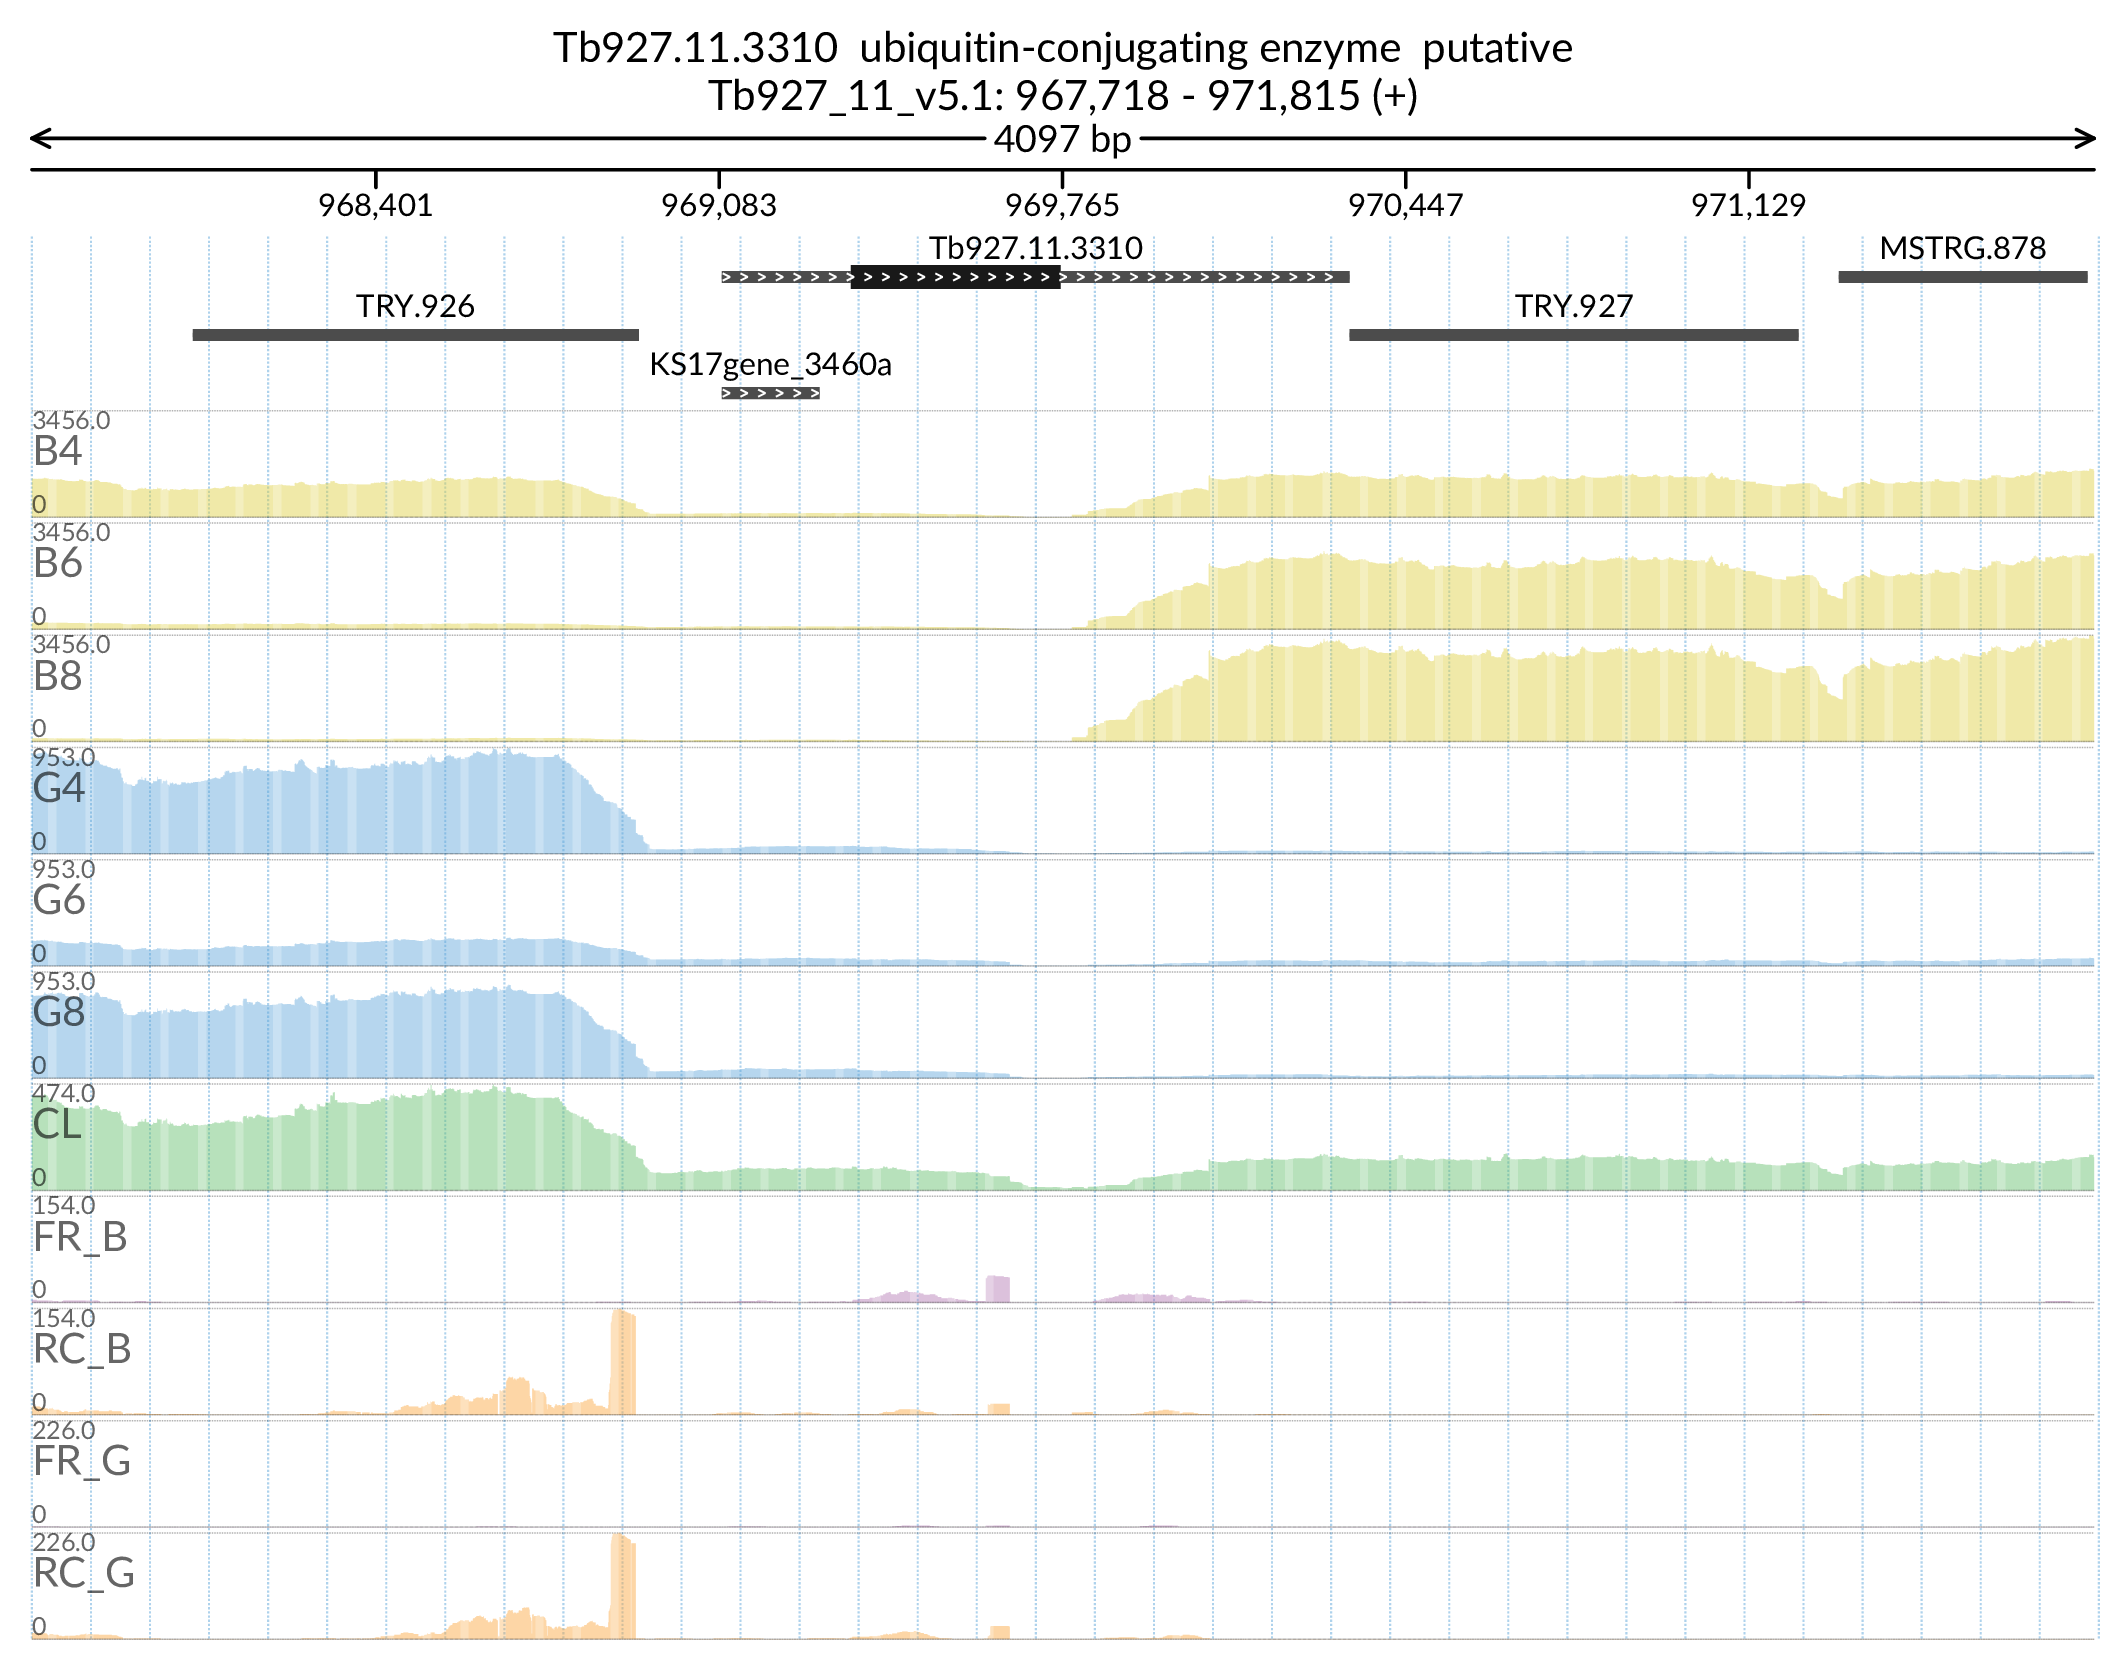 Tb927.11.3310  ubiquitin-conjugating enzyme  putative
Tb927_11_v5.1: 967,718 - 971,815 (+)
4097 bp
968,401 969,083 969,765 970,447 971,129
Tb927.11.3310 MSTRG.878
TRY.926 TRY.927
KS17gene_3460a
3456.0
B4
0
3456.0
B6
0
3456.0
B8
0
953.0
G4
0
953.0
G6
0
953.0
G8
0
474.0
CL
0
154.0
FR_B
0
154.0
RC_B
0
226.0
FR_G
0
226.0
RC_G
0